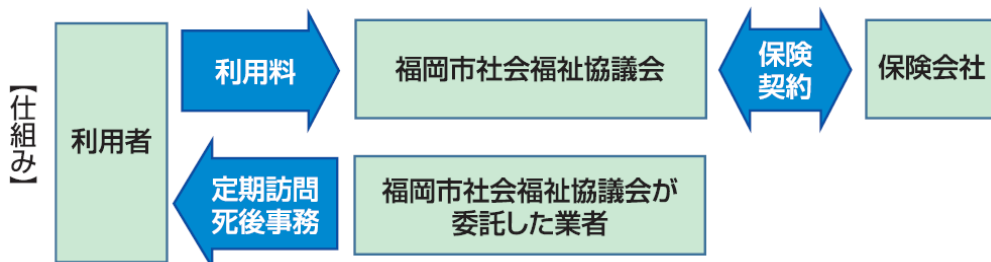 【仕組み】
利用者
利用料
福岡市社会福祉協議会
保険
契約
保険会社
定期訪問
死後事務
福岡市社会福祉協議会が
委託した業者